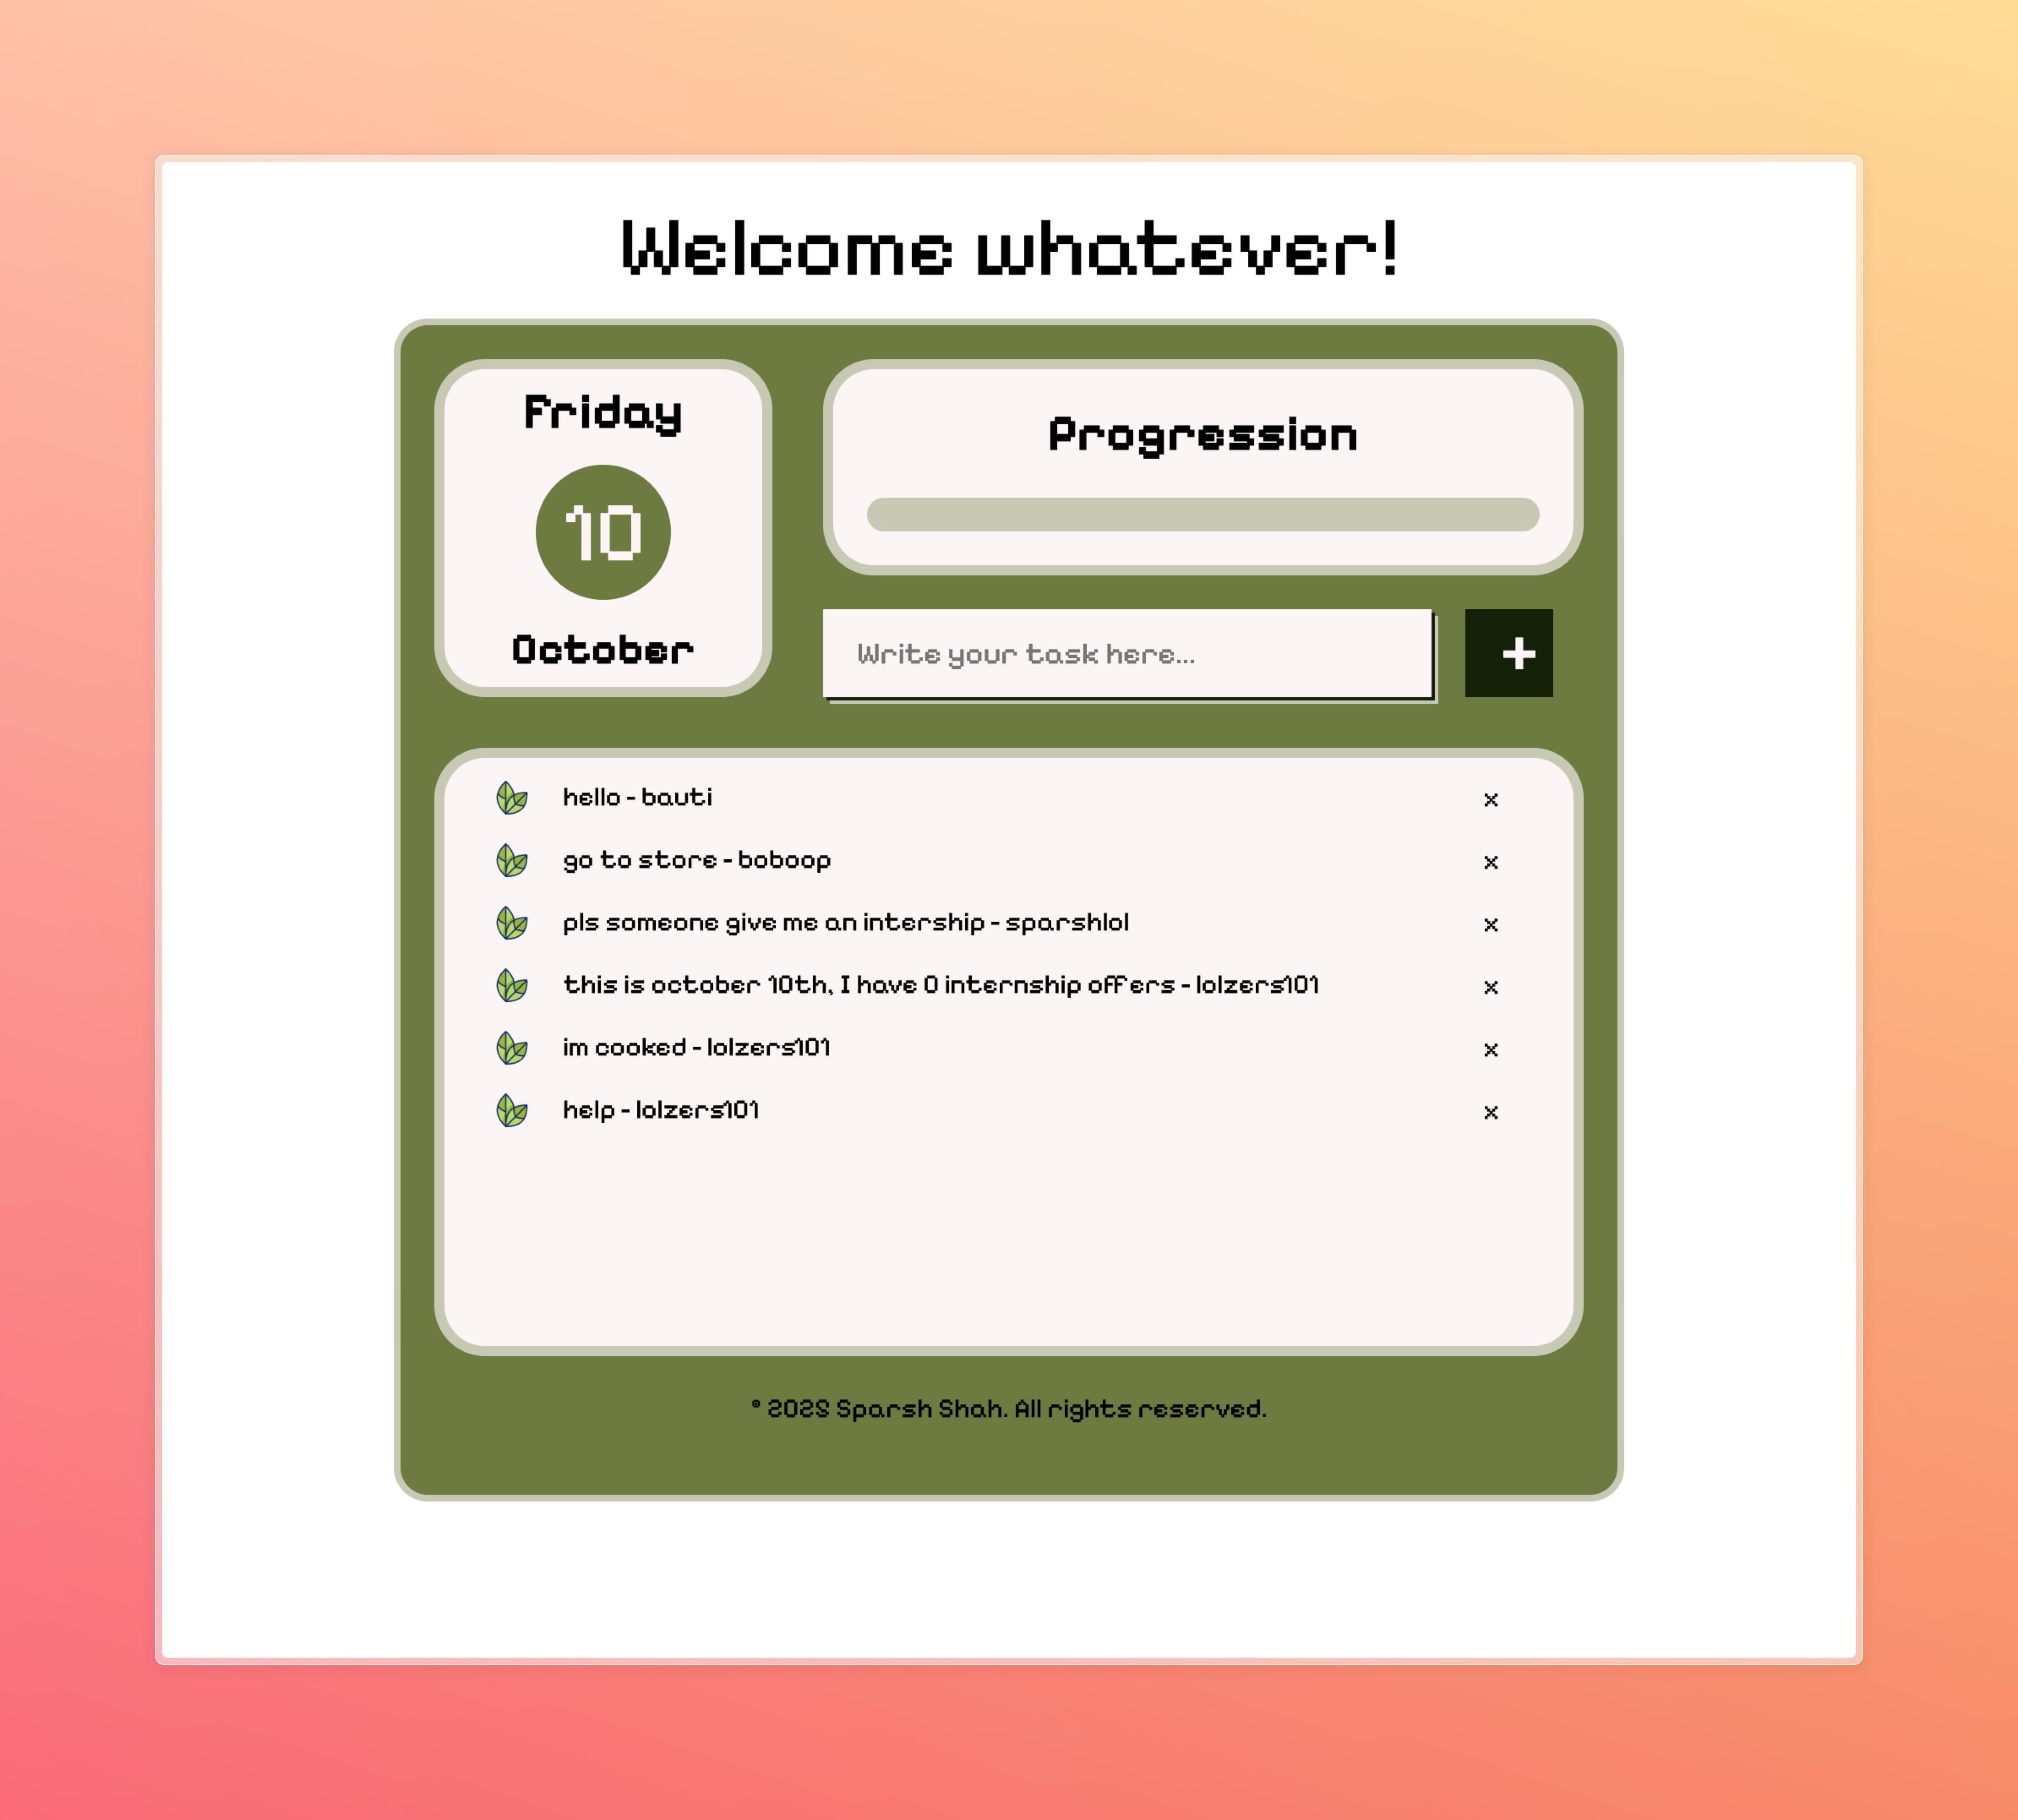 Welcome whatever!
Friday
10
October
Progression
Write your task here...
+
hello - bauti
x
go to store - boboop
x
pls someone give me an intership - sparshlol
x
this is october 10th, I have 0 internship offers - lolzers101
x
im cooked - lolzers101
x
help - lolzers101
x
© 2025 Sparsh Shah. All rights reserved.